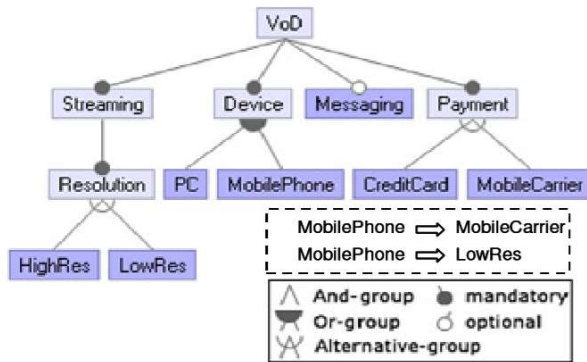 VoD
Streaming Device Messaging Payment
Resolution PC MobilePhone CreditCard MobileCarrier
HighRes LowRes
MobilePhone ⇨ MobileCarrier
MobilePhone ⇨ LowRes
And-group mandatory
Or-group optional
Alternative-group